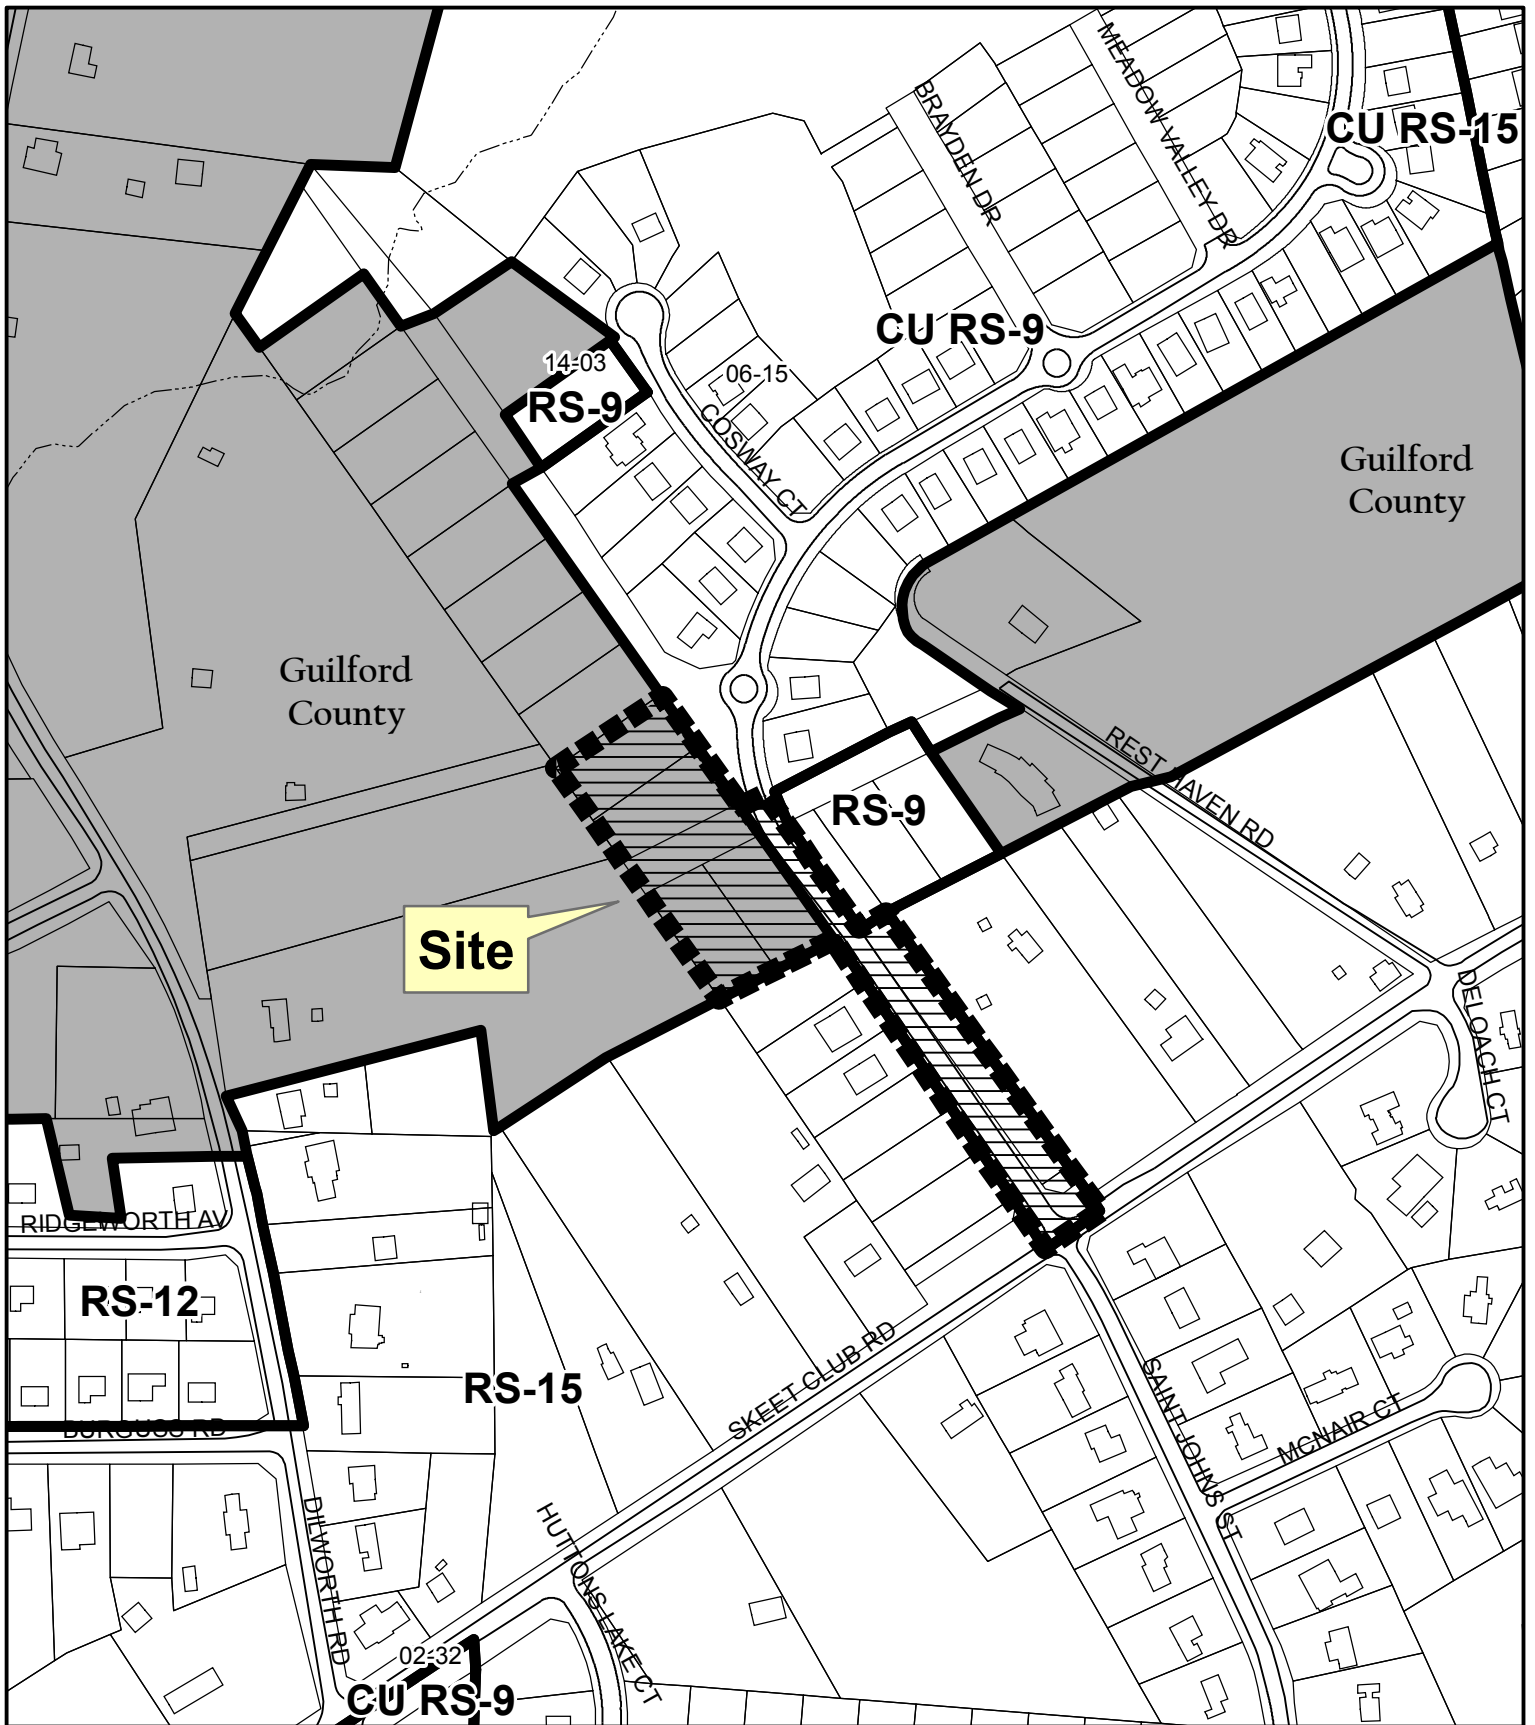 MEADOW VALLEY DR
BRAYDEN DR
CU RS-15
CU RS-9
14-03
RS-9
06-15
COSWAY CT
Guilford
County
Guilford
County
REST HAVEN RD
RS-9
Site
DELOACH CT
RIDGEWORTH AV
RS-12
RS-15
SKEET CLUB RD
SAINT JOHNS ST
MCNAIR CT
BURGUSS RD
DILWORTH RD
HUTTONS LAKE CT
02-32
CU RS-9